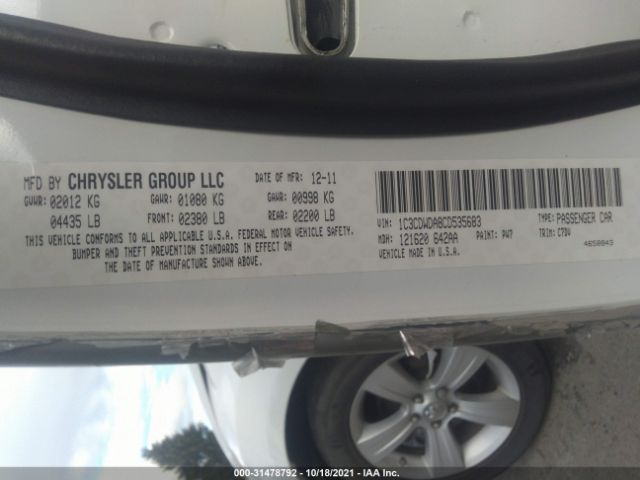 MFD BY CHRYSLER GROUP LLC DATE OF MFR: 12-11
GVWR: 02012 KG GAWR: 01080 KG GAWR: 00998 KG
04435 LB FRONT: 02380 LB REAR: 02200 LB
THIS VEHICLE CONFORMS TO ALL APPLICABLE U.S.A. FEDERAL MOTOR VEHICLE SAFETY,
BUMPER AND THEFT PREVENTION STANDARDS IN EFFECT ON
THE DATE OF MANUFACTURE SHOWN ABOVE.
VIN: 1C3CDWDA8CD535683 TYPE: PASSENGER CAR
MDH: 121620 642AA PAINT: PW7 TRIM: C7DV
VEHICLE MADE IN U.S.A. 4658843
000-31478792 - 10/18/2021 - IAA Inc.